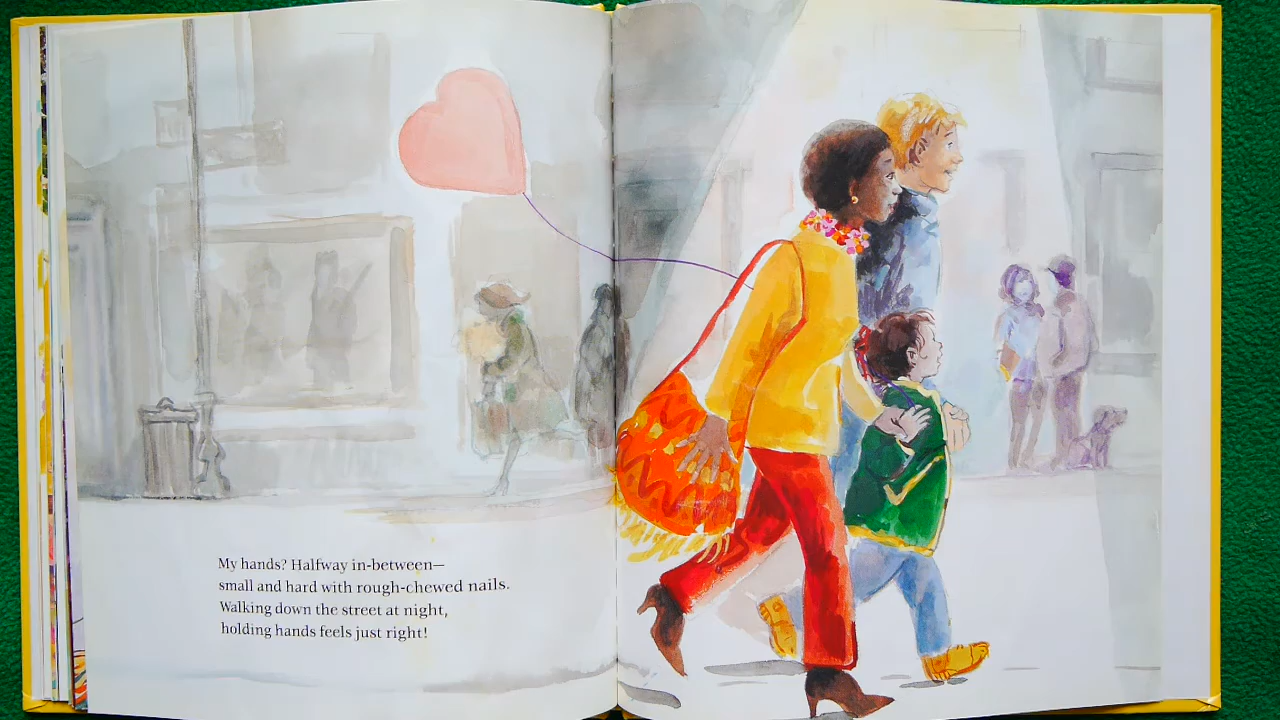 My hands? Halfway in-between—
small and hard with rough-chewed nails.
Walking down the street at night,
holding hands feels just right!